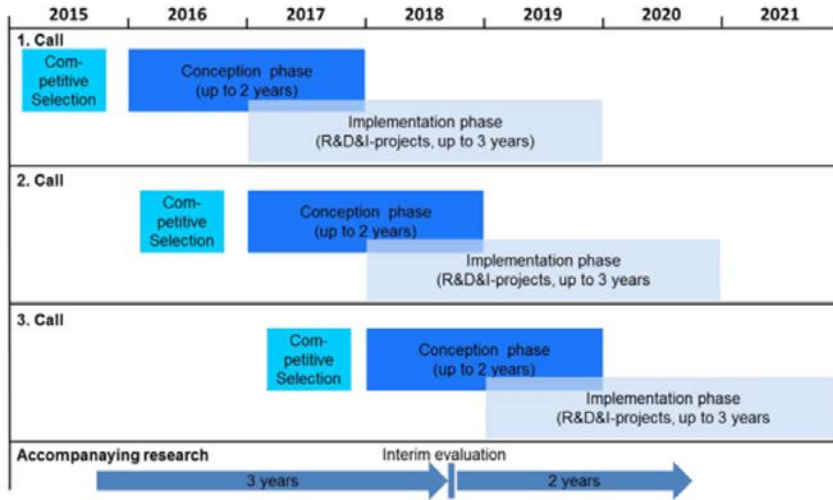 2015 2016 2017 2018 2019 2020 2021
1. Call
Com-
petitive
Selection
Conception phase
(up to 2 years)
Implementation phase
(R&D&I-projects, up to 3 years)
2. Call
Com-
petitive
Selection
Conception phase
(up to 2 years)
Implementation phase
(R&D&I-projects, up to 3 years
3. Call
Com-
petitive
Selection
Conception phase
(up to 2 years)
Implementation phase
(R&D&I-projects, up to 3 years
Accompanaying research
Interim evaluation
3 years
2 years